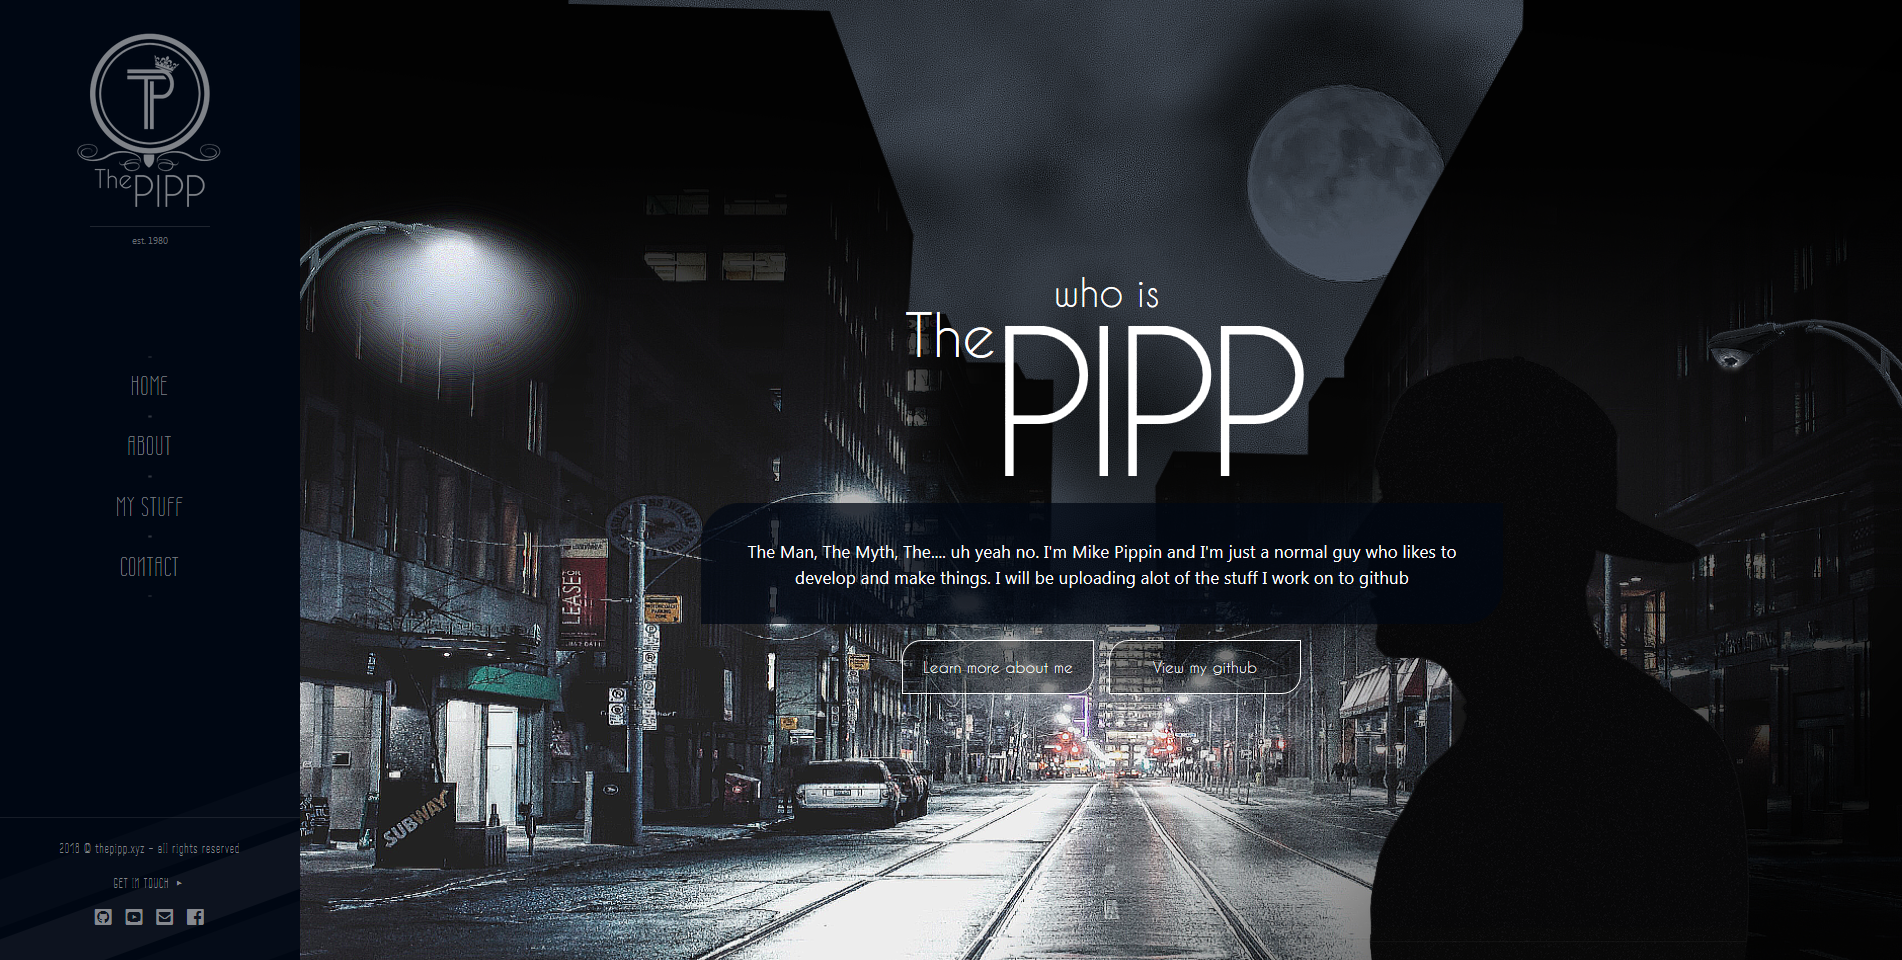 TP
The PIPP
est. 1980
HOME
ABOUT
MY STUFF
CONTACT
2018 © thepipp.xyz - all rights reserved
GET IN TOUCH
who is
The PIPP
The Man, The Myth, The.... uh yeah no. I'm Mike Pippin and I'm just a normal guy who likes to
develop and make things. I will be uploading alot of the stuff I work on to github
Learn more about me
View my github
LEASE
SUBWAY